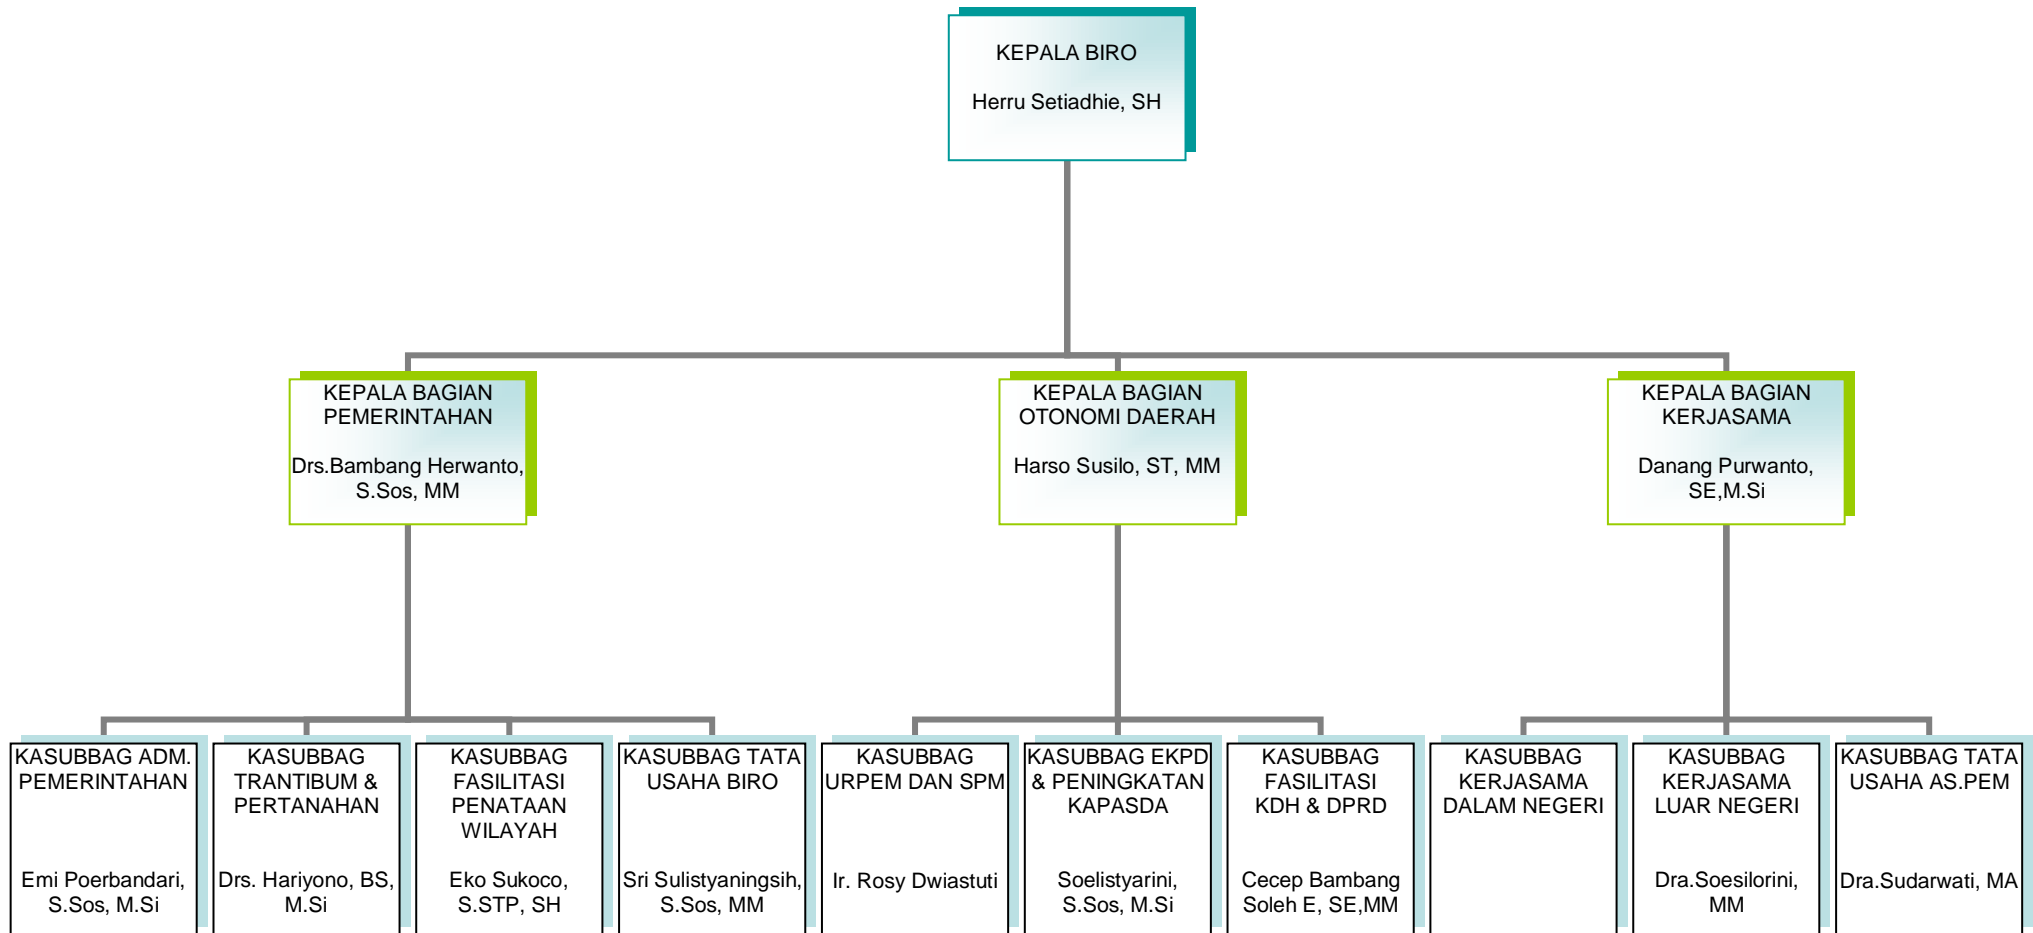 KEPALA BIRO
Herru Setiadhie, SH
KEPALA BAGIAN
PEMERINTAHAN
Drs.Bambang Herwanto,
S.Sos, MM
KEPALA BAGIAN
OTONOMI DAERAH
Harso Susilo, ST, MM
KEPALA BAGIAN
KERJASAMA
Danang Purwanto,
SE,M.Si
KASUBBAG ADM.
PEMERINTAHAN
Emi Poerbandari,
S.Sos, M.Si
KASUBBAG
TRANTIBUM &
PERTANAHAN
Drs. Hariyono, BS,
M.Si
KASUBBAG
FASILITASI
PENATAAN
WILAYAH
Eko Sukoco,
S.STP, SH
KASUBBAG TATA
USAHA BIRO
Sri Sulistyaningsih,
S.Sos, MM
KASUBBAG
URPEM DAN SPM
Ir. Rosy Dwiastuti
KASUBBAG EKPD
& PENINGKATAN
KAPASDA
Soelistyarini,
S.Sos, M.Si
KASUBBAG
FASILITASI
KDH & DPRD
Cecep Bambang
Soleh E, SE,MM
KASUBBAG
KERJASAMA
DALAM NEGERI
KASUBBAG
KERJASAMA
LUAR NEGERI
Dra.Soesilorini,
MM
KASUBBAG TATA
USAHA AS.PEM
Dra.Sudarwati, MA